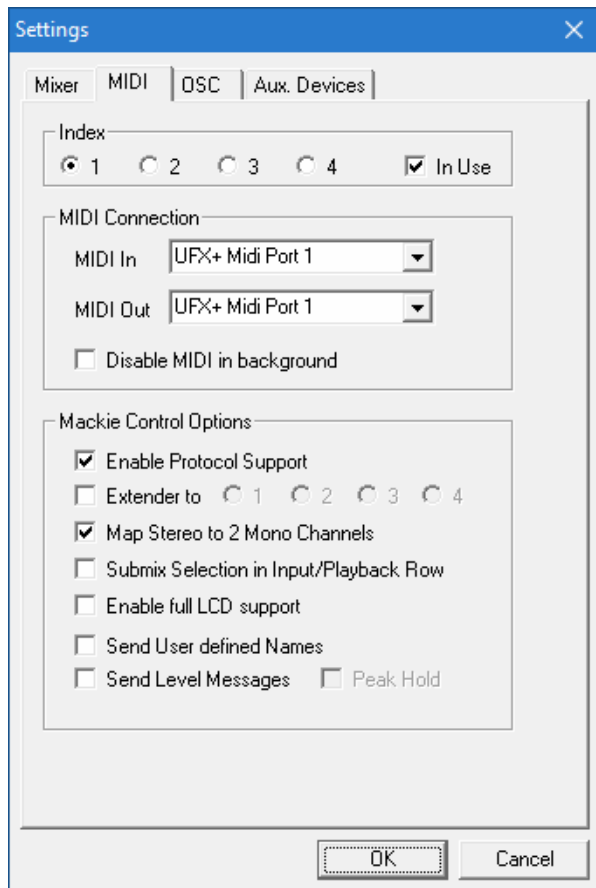 Settings
Mixer MIDI OSC Aux. Devices
Index
1 2 3 4 In Use
MIDI Connection
MIDI In UFX+ Midi Port 1
MIDI Out UFX+ Midi Port 1
Disable MIDI in background
Mackie Control Options
Enable Protocol Support
Extender to 1 2 3 4
Map Stereo to 2 Mono Channels
Submix Selection in Input/Playback Row
Enable full LCD support
Send User defined Names
Send Level Messages Peak Hold
OK Cancel